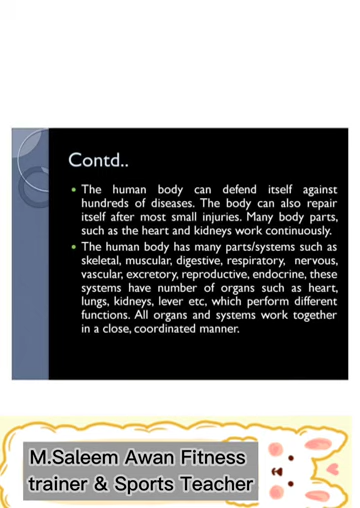 Contd..
The human body can defend itself against
hundreds of diseases. The body can also repair
itself after most small injuries. Many body parts,
such as the heart and kidneys work continuously.
The human body has many parts/systems such as
skeletal, muscular, digestive, respiratory, nervous,
vascular, excretory, reproductive, endocrine, these
systems have number of organs such as heart,
lungs, kidneys, lever etc, which perform different
functions. All organs and systems work together
in a close, coordinated manner.
M.Saleem Awan Fitness
trainer & Sports Teacher